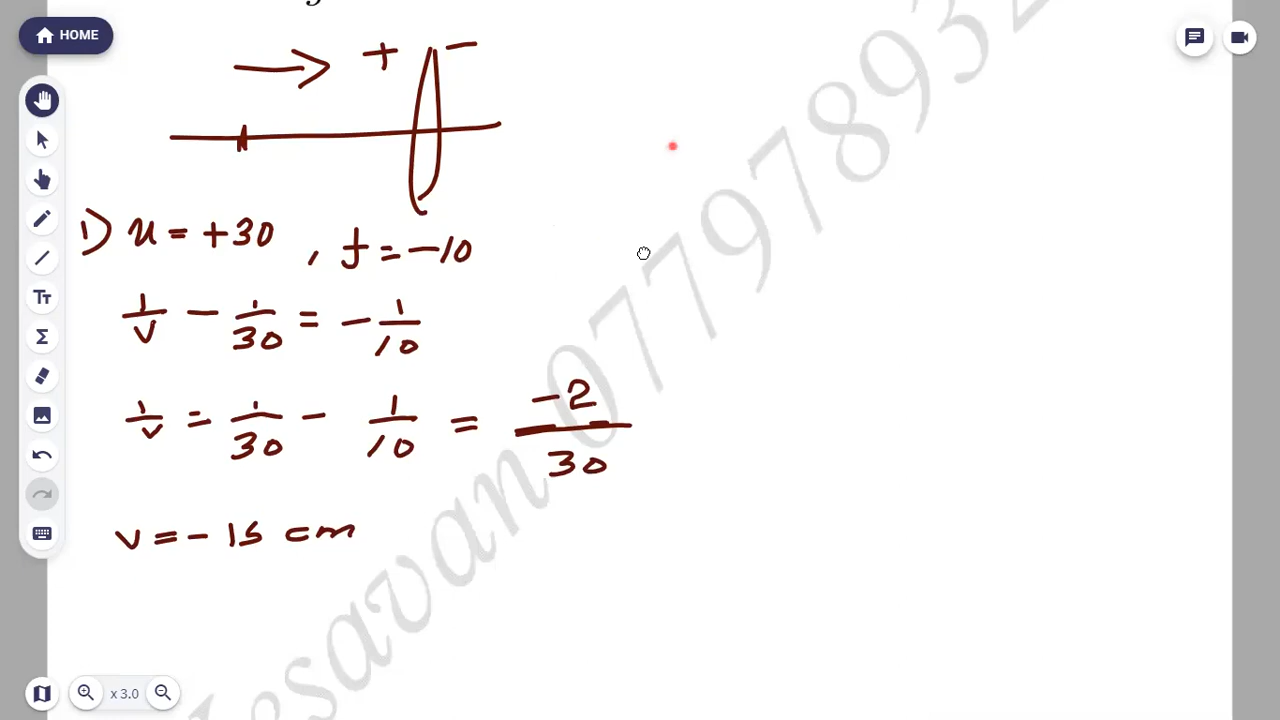 HOME
+ −
1) u = +30 , f = −10
1/v − 1/30 = − 1/10
1/v = 1/30 − 1/10 = −2/30
v = − 15 cm
Tt
Σ
x 3.0